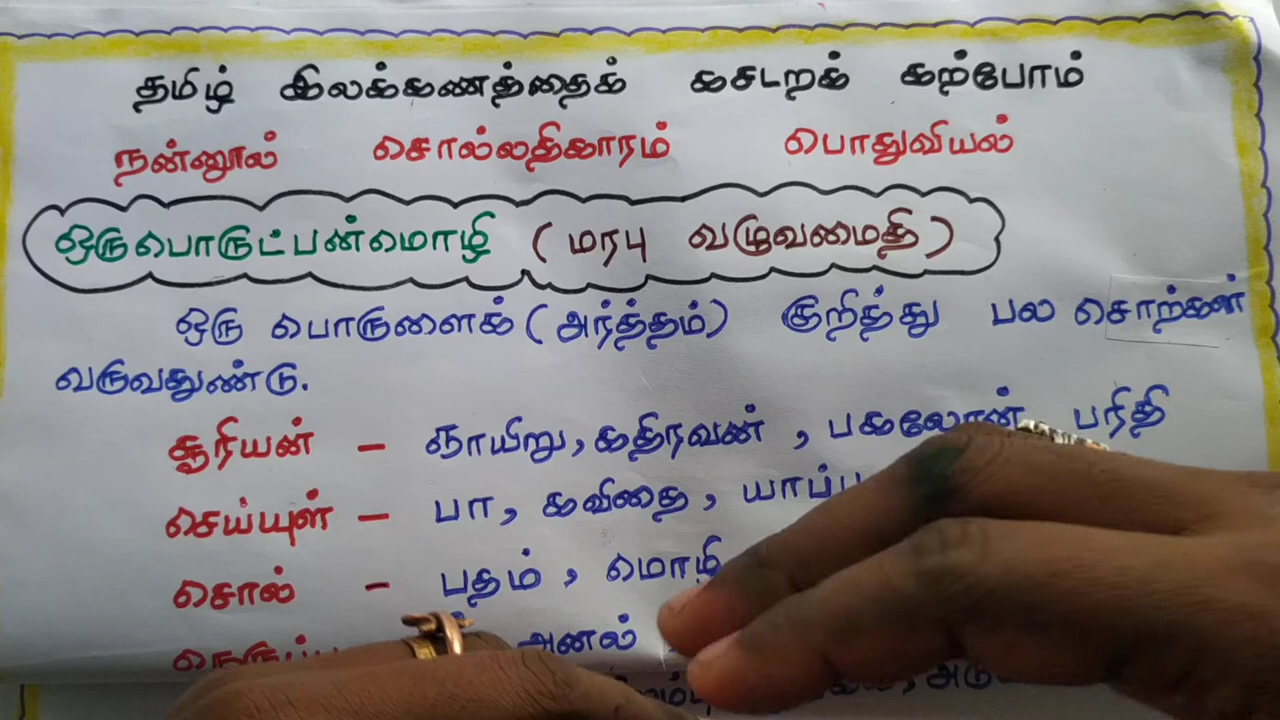 தமிழ் இலக்கணத்தைக் கசடறக் கற்போம்
நன்னூல் சொல்லதிகாரம் பொதுவியல்
ஒருபொருட்பன்மொழி (மரபு வழுவமைதி)
ஒரு பொருளைக் (அர்த்தம்) குறித்து பல சொற்கள்
வருவதுண்டு.
சூரியன் - ஞாயிறு, கதிரவன், பகலோன் பரிதி
செய்யுள் - பா, கவிதை,
சொல் - பதம், மொழி
அனல்